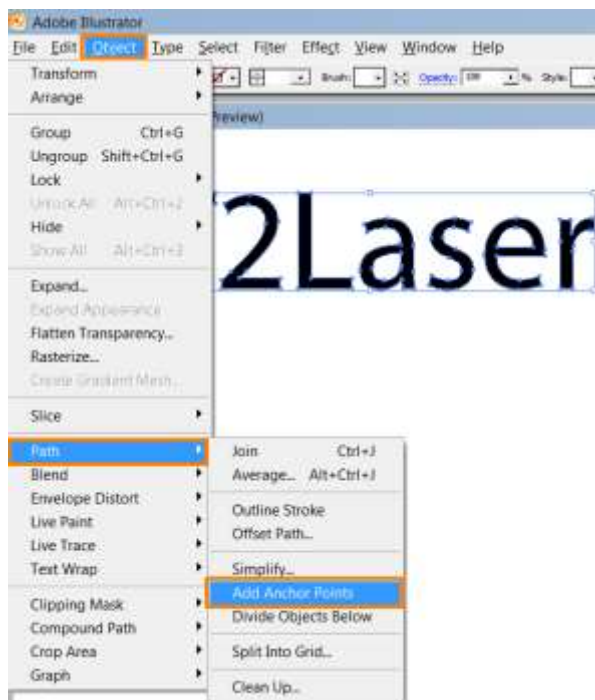 Adobe Illustrator
File Edit Object Type Select Filter Effect View Window Help
Brush: Opacity: 100 % Style:
Preview)
Transform
Arrange
Group Ctrl+G
Ungroup Shift+Ctrl+G
Lock
Unlock All Alt+Ctrl+2
Hide
Show All Alt+Ctrl+3
Expand...
Expand Appearance
Flatten Transparency...
Rasterize...
Create Gradient Mesh...
Slice
Path
Blend
Envelope Distort
Live Paint
Live Trace
Text Wrap
Clipping Mask
Compound Path
Crop Area
Graph
2Laser
Join Ctrl+J
Average... Alt+Ctrl+J
Outline Stroke
Offset Path...
Simplify...
Add Anchor Points
Divide Objects Below
Split Into Grid...
Clean Up...